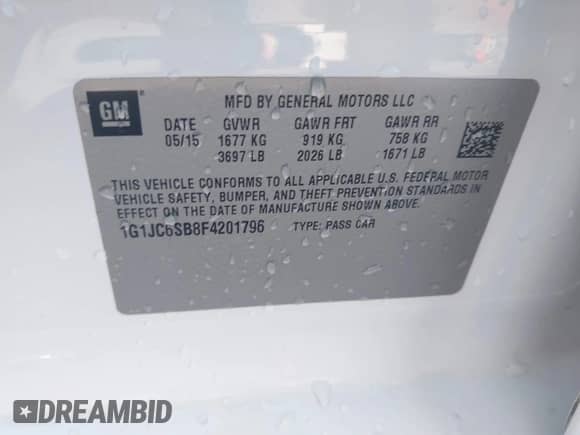 GM
MFD BY GENERAL MOTORS LLC
DATE GVWR GAWR FRT GAWR RR
05/15 1677 KG 919 KG 758 KG
3697 LB 2026 LB 1671 LB
THIS VEHICLE CONFORMS TO ALL APPLICABLE U.S. FEDERAL MOTOR
VEHICLE SAFETY, BUMPER, AND THEFT PREVENTION STANDARDS IN
EFFECT ON THE DATE OF MANUFACTURE SHOWN ABOVE.
1G1JC6SB8F4201796 TYPE: PASS CAR
DREAMBID